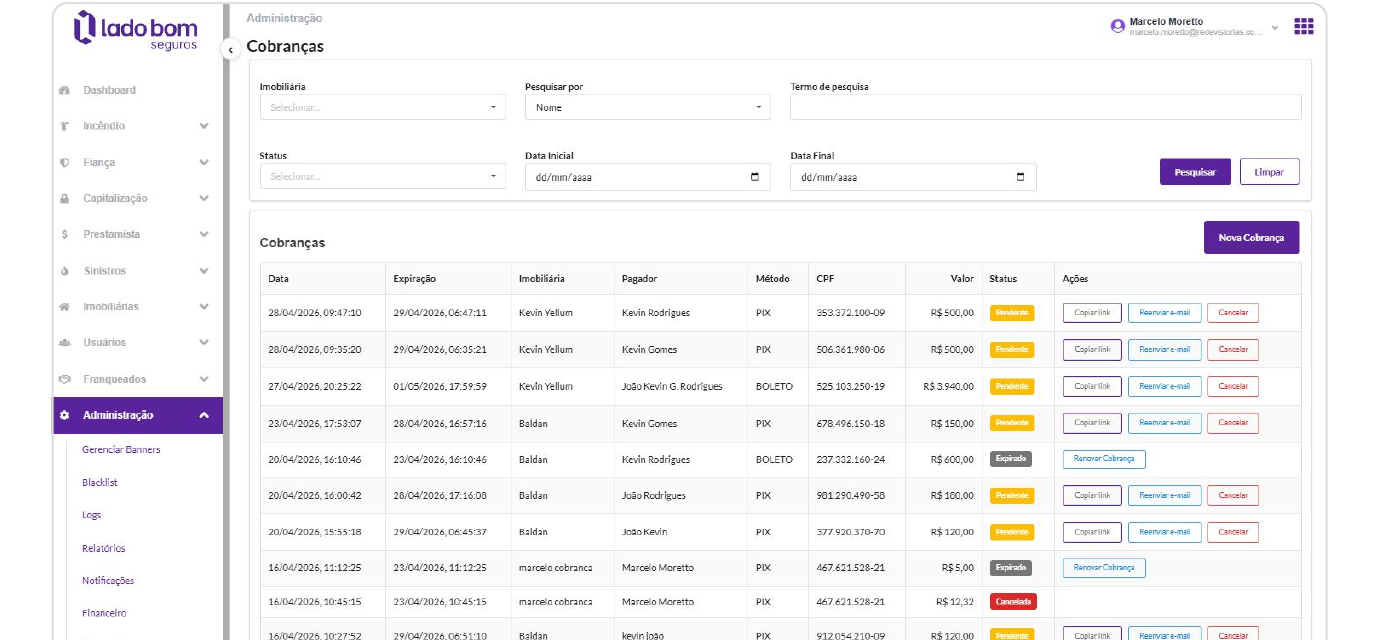 lado bom
seguros
Dashboard
Incêndio
Fiança
Capitalização
Prestamista
Sinistros
Imobiliárias
Usuários
Franqueados
Administração
Gerenciar Banners
Blacklist
Logs
Relatórios
Notificações
Financeiro
Administração
Cobranças
Marcelo Moretto
marcelo.moretto@redevistorias.co...
Imobiliária
Pesquisar por
Termo de pesquisa
Selecionar...
Nome
Status
Data Inicial
Data Final
Selecionar...
dd/mm/aaaa
dd/mm/aaaa
Pesquisar
Limpar
Cobranças
Nova Cobrança
Data Expiração Imobiliária Pagador Método CPF Valor Status Ações
28/04/2026, 09:47:10 29/04/2026, 06:47:11 Kevin Yellum Kevin Rodrigues PIX 353.372.100-09 R$ 500,00 Pendente Copiar link Reenviar e-mail Cancelar
28/04/2026, 09:35:20 29/04/2026, 06:35:21 Kevin Yellum Kevin Gomes PIX 506.361.980-06 R$ 500,00 Pendente Copiar link Reenviar e-mail Cancelar
27/04/2026, 20:25:22 01/05/2026, 17:59:59 Kevin Yellum João Kevin G. Rodrigues BOLETO 525.103.250-19 R$ 3.940,00 Pendente Copiar link Reenviar e-mail Cancelar
23/04/2026, 17:53:07 28/04/2026, 16:57:16 Baldan Kevin Gomes PIX 678.496.150-18 R$ 150,00 Pendente Copiar link Reenviar e-mail Cancelar
20/04/2026, 16:10:46 23/04/2026, 16:10:46 Baldan Kevin Rodrigues BOLETO 237.332.160-24 R$ 600,00 Expirado Renovar Cobrança
20/04/2026, 16:00:42 28/04/2026, 17:16:08 Baldan João Rodrigues PIX 981.290.490-58 R$ 180,00 Pendente Copiar link Reenviar e-mail Cancelar
20/04/2026, 15:55:18 29/04/2026, 06:45:37 Baldan João Kevin PIX 377.920.370-70 R$ 120,00 Pendente Copiar link Reenviar e-mail Cancelar
16/04/2026, 11:12:25 23/04/2026, 11:12:25 marcelo cobranca Marcelo Moretto PIX 467.621.528-21 R$ 5,00 Expirado Renovar Cobrança
16/04/2026, 10:45:15 23/04/2026, 10:45:15 marcelo cobranca Marcelo Moretto PIX 467.621.528-21 R$ 12,32 Cancelada
16/04/2026, 10:27:52 29/04/2026, 06:51:10 Baldan kevin joão PIX 912.054.210-09 R$ 120,00 Pendente Copiar link Reenviar e-mail Cancelar